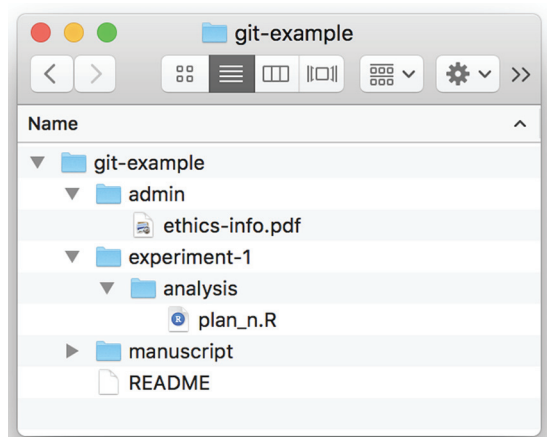 git-example
Name
git-example
admin
ethics-info.pdf
experiment-1
analysis
plan_n.R
manuscript
README